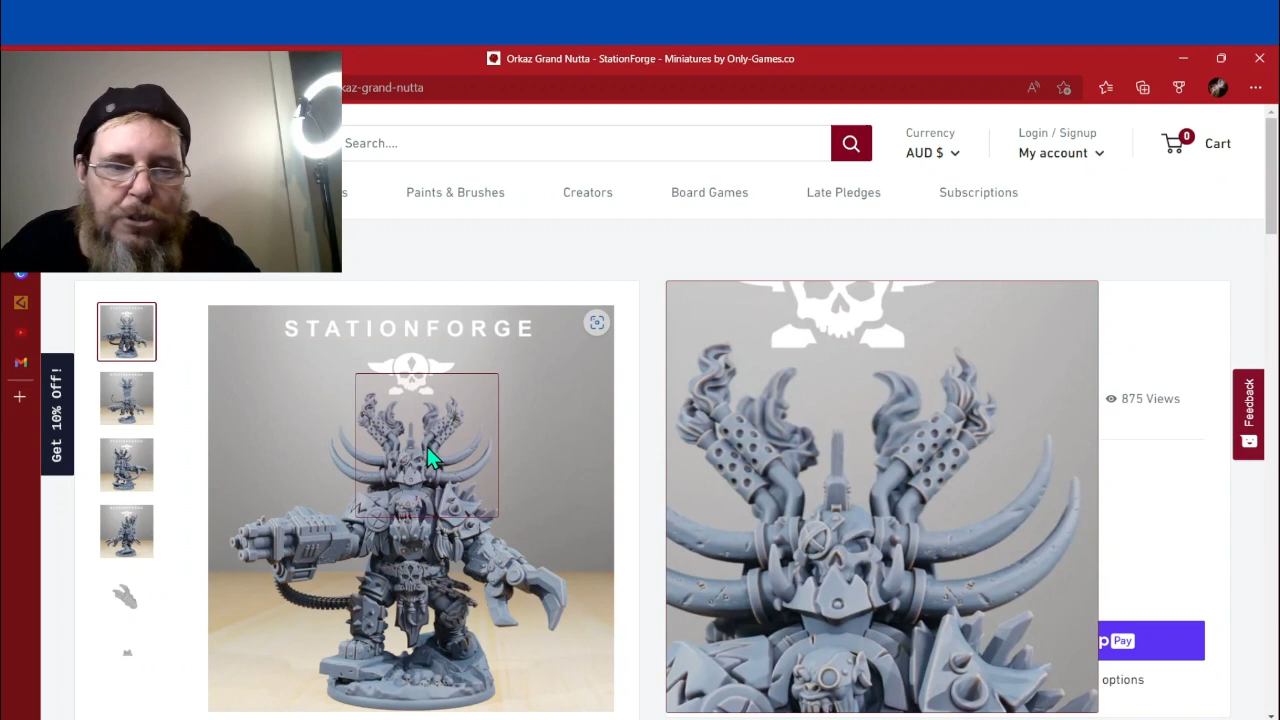 Orkaz Grand Nutta - StationForge - Miniatures by Only-Games.co
kaz-grand-nutta
Search....
Currency
AUD $
Login / Signup
My account
0
Cart
s
Paints & Brushes
Creators
Board Games
Late Pledges
Subscriptions
Get 10% Off!
STATIONFORGE
875 Views
Feedback
p Pay
options